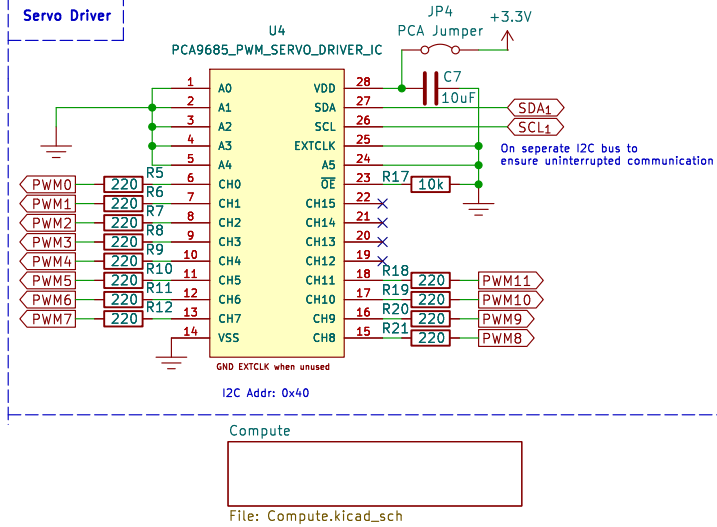 Servo Driver
JP4
PCA Jumper
+3.3V
U4
PCA9685_PWM_SERVO_DRIVER_IC
1 A0 VDD 28
C7
10uF
2 A1 SDA 27 SDA1
3 A2 SCL 26 SCL1
4 A3 EXTCLK 25
On seperate I2C bus to
ensure uninterrupted communication
5 A4 A5 24
PWM0 220 R5 6 CH0 OE 23 R17 10k
PWM1 220 R6 7 CH1 CH15 22
PWM2 220 R7 8 CH2 CH14 21
PWM3 220 R8 9 CH3 CH13 20
PWM4 220 R9 10 CH4 CH12 19
PWM5 220 R10 11 CH5 CH11 18 R18 220 PWM11
PWM6 220 R11 12 CH6 CH10 17 R19 220 PWM10
PWM7 220 R12 13 CH7 CH9 16 R20 220 PWM9
14 VSS CH8 15 R21 220 PWM8
GND EXTCLK when unused
I2C Addr: 0x40
Compute
File: Compute.kicad_sch